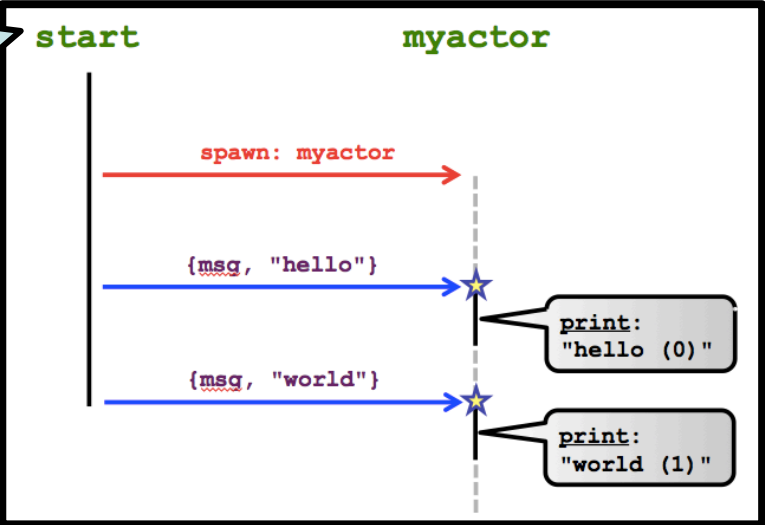 start
myactor
spawn: myactor
{msg, "hello"}
print:
"hello (0)"
{msg, "world"}
print:
"world (1)"